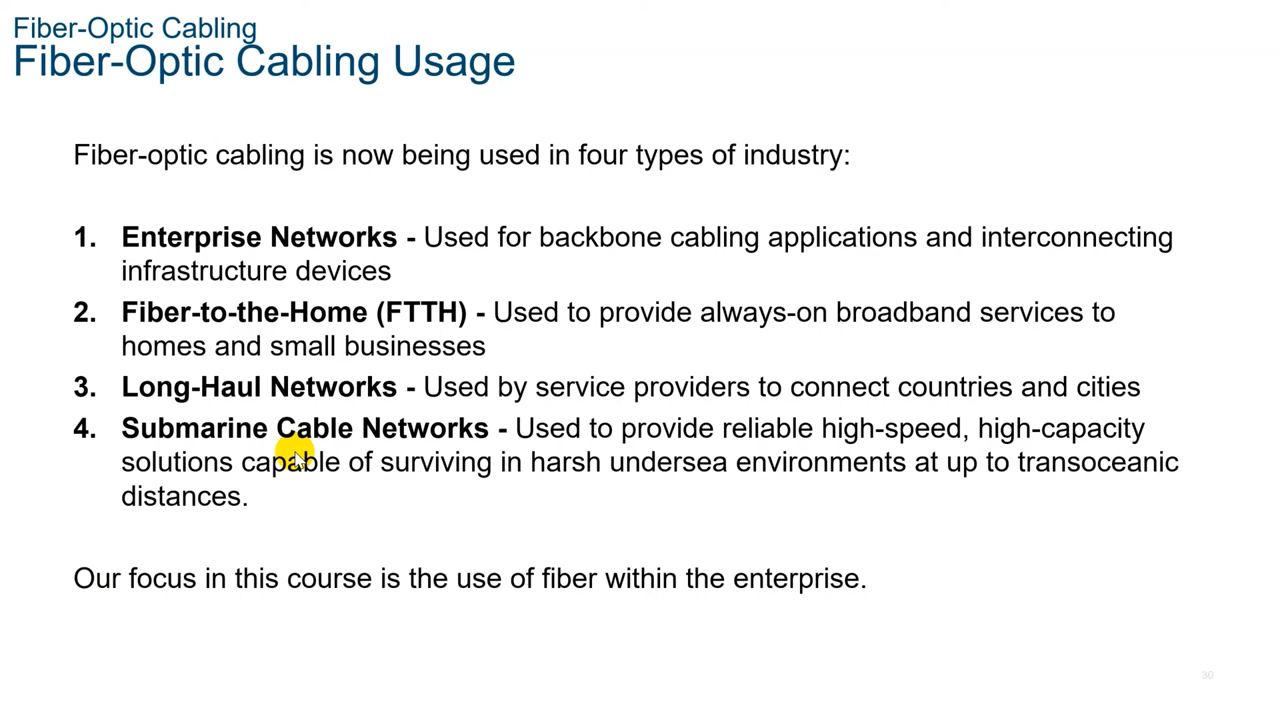 Fiber-Optic Cabling
Fiber-Optic Cabling Usage
Fiber-optic cabling is now being used in four types of industry:
1. Enterprise Networks - Used for backbone cabling applications and interconnecting
infrastructure devices
2. Fiber-to-the-Home (FTTH) - Used to provide always-on broadband services to
homes and small businesses
3. Long-Haul Networks - Used by service providers to connect countries and cities
4. Submarine Cable Networks - Used to provide reliable high-speed, high-capacity
solutions capable of surviving in harsh undersea environments at up to transoceanic
distances.
Our focus in this course is the use of fiber within the enterprise.
30